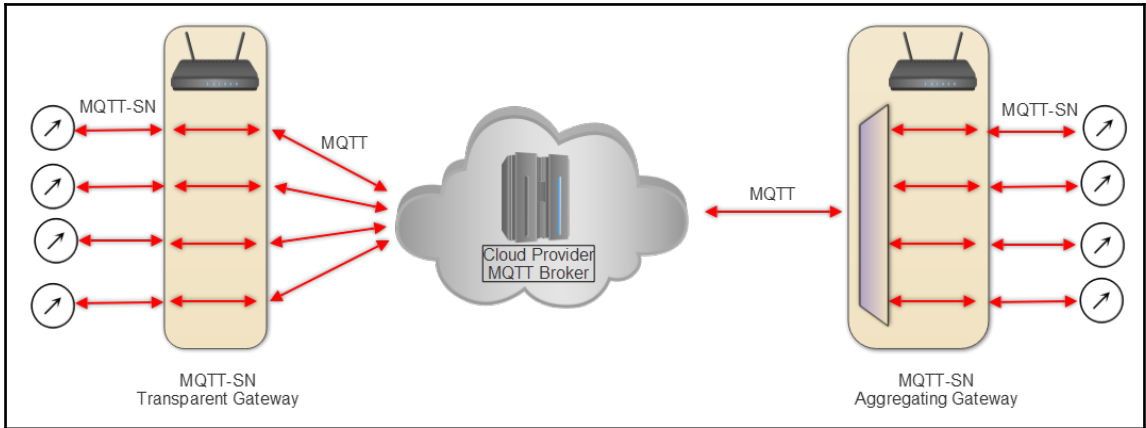 MQTT-SN
MQTT
Cloud Provider
MQTT Broker
MQTT
MQTT-SN
MQTT-SN
Transparent Gateway
MQTT-SN
Aggregating Gateway